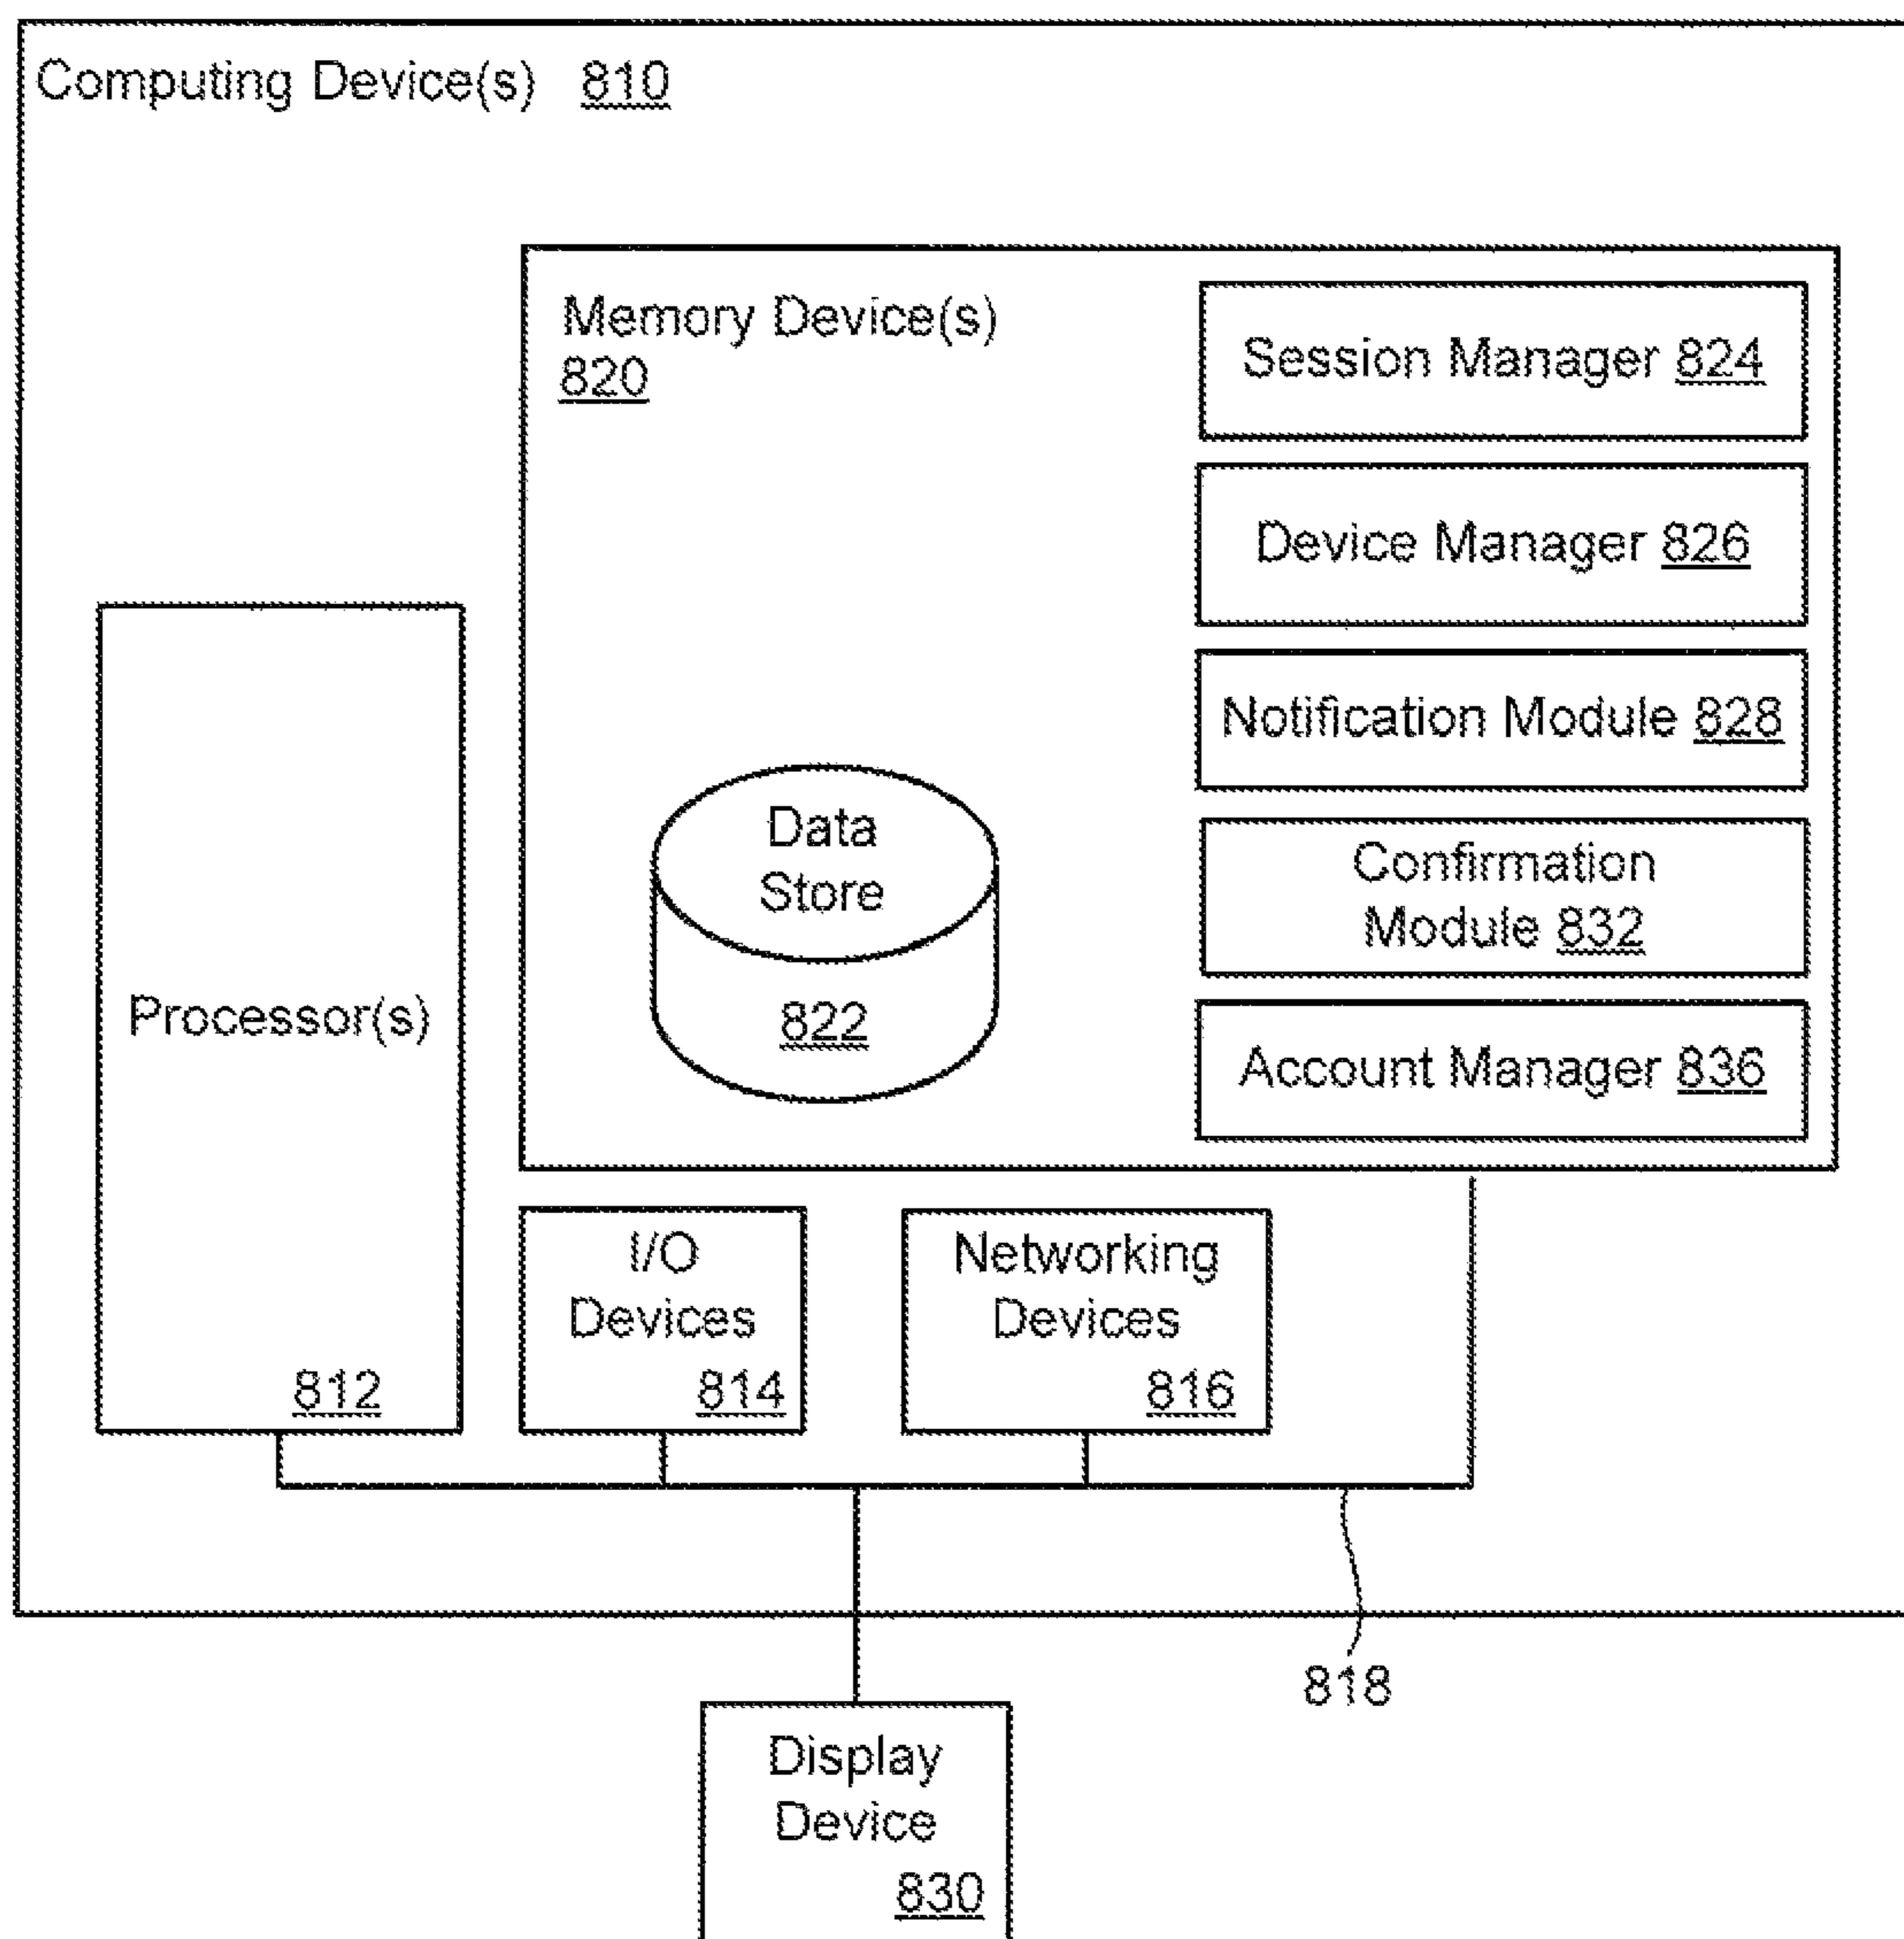 Computing Device(s) 810
Memory Device(s)
820
Session Manager 824
Device Manager 826
Notification Module 828
Confirmation
Module 832
Account Manager 836
Data
Store
822
Processor(s)
812
I/O
Devices
814
Networking
Devices
816
818
Display
Device
830